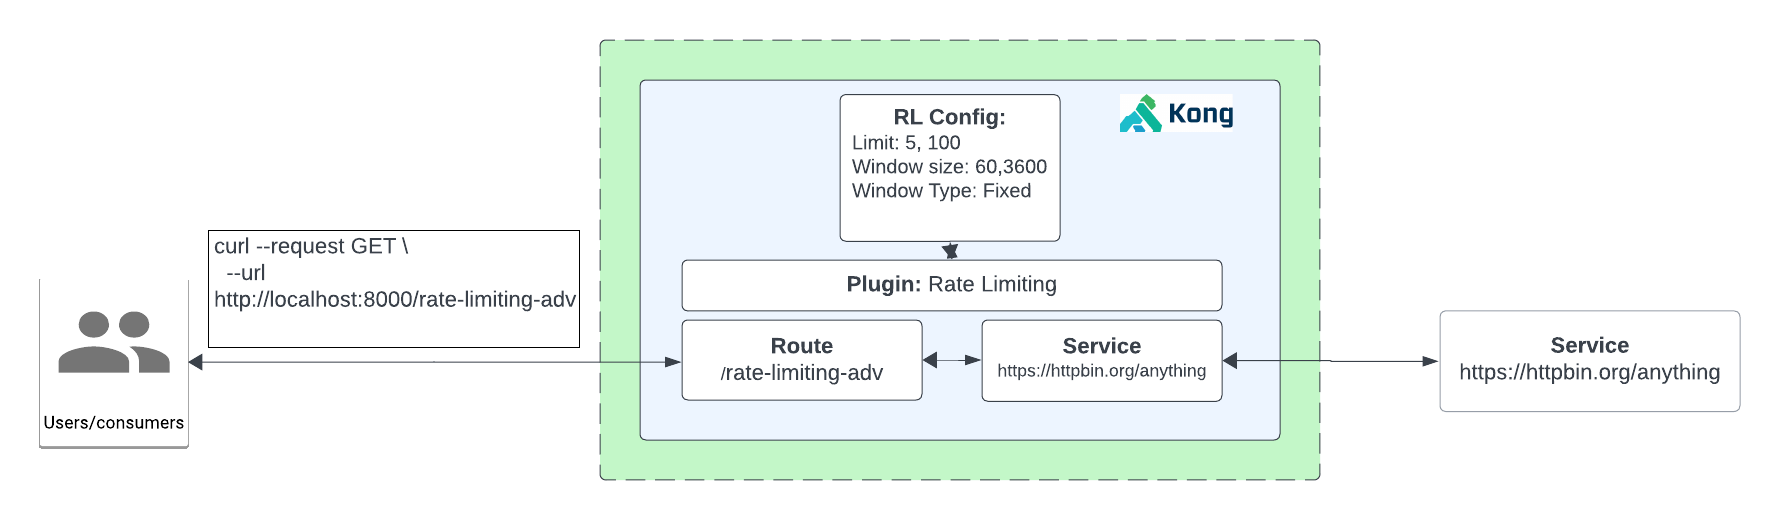 RL Config:
Limit: 5, 100
Window size: 60,3600
Window Type: Fixed
Kong
curl --request GET \
--url
http://localhost:8000/rate-limiting-adv
Plugin: Rate Limiting
Users/consumers
Route
/rate-limiting-adv
Service
https://httpbin.org/anything
Service
https://httpbin.org/anything